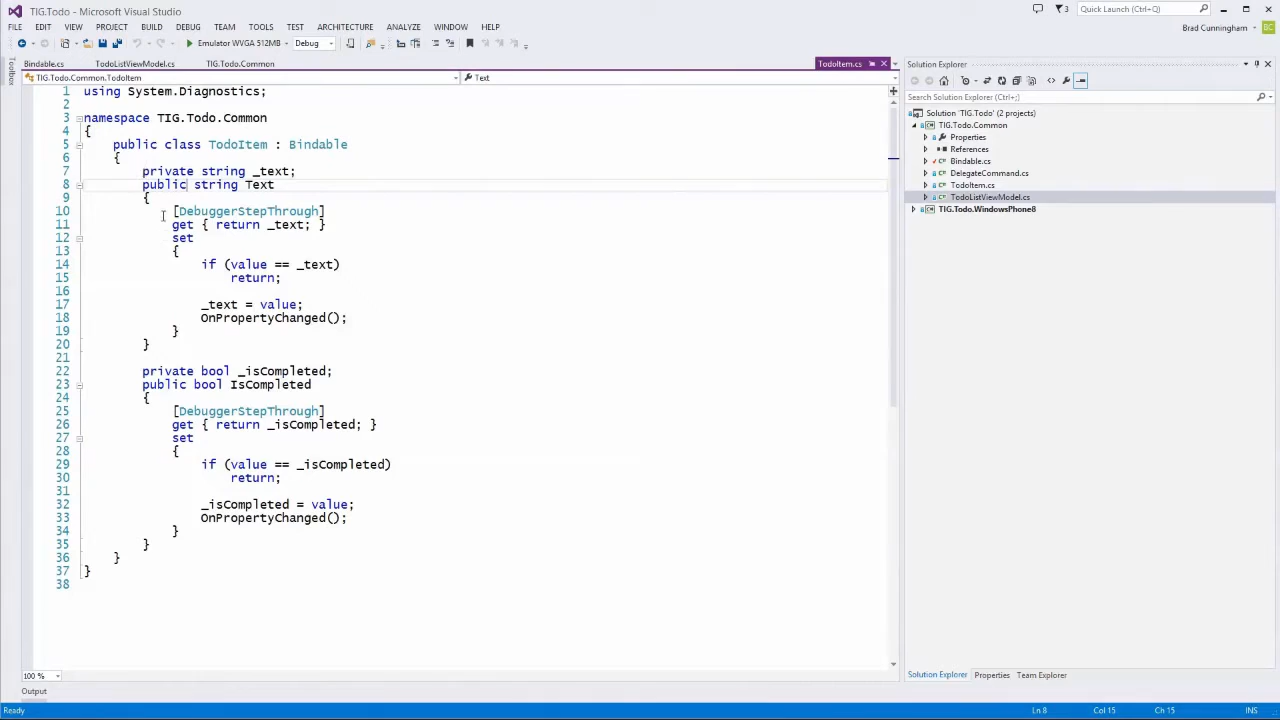 TIG.Todo - Microsoft Visual Studio
Quick Launch (Ctrl+Q)
FILE EDIT VIEW PROJECT BUILD DEBUG TEAM TOOLS TEST ARCHITECTURE ANALYZE WINDOW HELP
Brad Cunningham
BC
Emulator WVGA 512MB
Debug
Toolbox
Bindable.cs TodoListViewModel.cs TIG.Todo.Common TodoItem.cs
TIG.Todo.Common.TodoItem
Text
1 using System.Diagnostics;
2
3 namespace TIG.Todo.Common
4 {
5 public class TodoItem : Bindable
6 {
7 private string _text;
8 public string Text
9 {
10 [DebuggerStepThrough]
11 get { return _text; }
12 set
13 {
14 if (value == _text)
15 return;
16
17 _text = value;
18 OnPropertyChanged();
19 }
20 }
21
22 private bool _isCompleted;
23 public bool IsCompleted
24 {
25 [DebuggerStepThrough]
26 get { return _isCompleted; }
27 set
28 {
29 if (value == _isCompleted)
30 return;
31
32 _isCompleted = value;
33 OnPropertyChanged();
34 }
35 }
36 }
37 }
38
100 %
Output
Solution Explorer
Search Solution Explorer (Ctrl+;)
Solution 'TIG.Todo' (2 projects)
TIG.Todo.Common
Properties
References
Bindable.cs
DelegateCommand.cs
TodoItem.cs
TodoListViewModel.cs
TIG.Todo.WindowsPhone8
Solution Explorer Properties Team Explorer
Ready
Ln 8 Col 15 Ch 15 INS